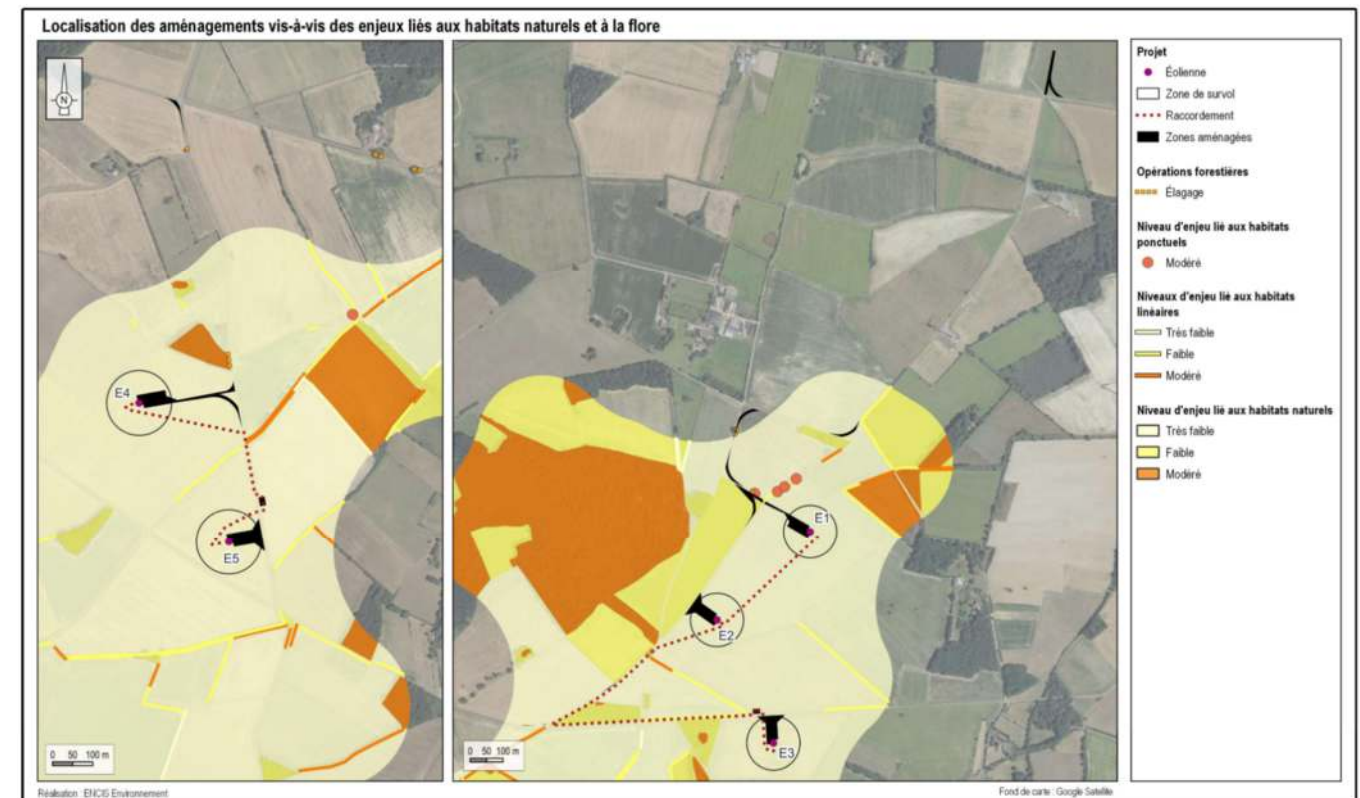 Localisation des aménagements vis-à-vis des enjeux liés aux habitats naturels et à la flore
N
E4
E5
0 50 100 m
E1
E2
E3
0 50 100 m
Projet
Éolienne
Zone de survol
Raccordement
Zones aménagées
Opérations forestières
Élagage
Niveau d'enjeu lié aux habitats
ponctuels
Modéré
Niveaux d'enjeu lié aux habitats
linéaires
Très faible
Faible
Modéré
Niveau d'enjeu lié aux habitats naturels
Très faible
Faible
Modéré
Réalisation : ENCIS Environnement
Fond de carte : Google Satellite